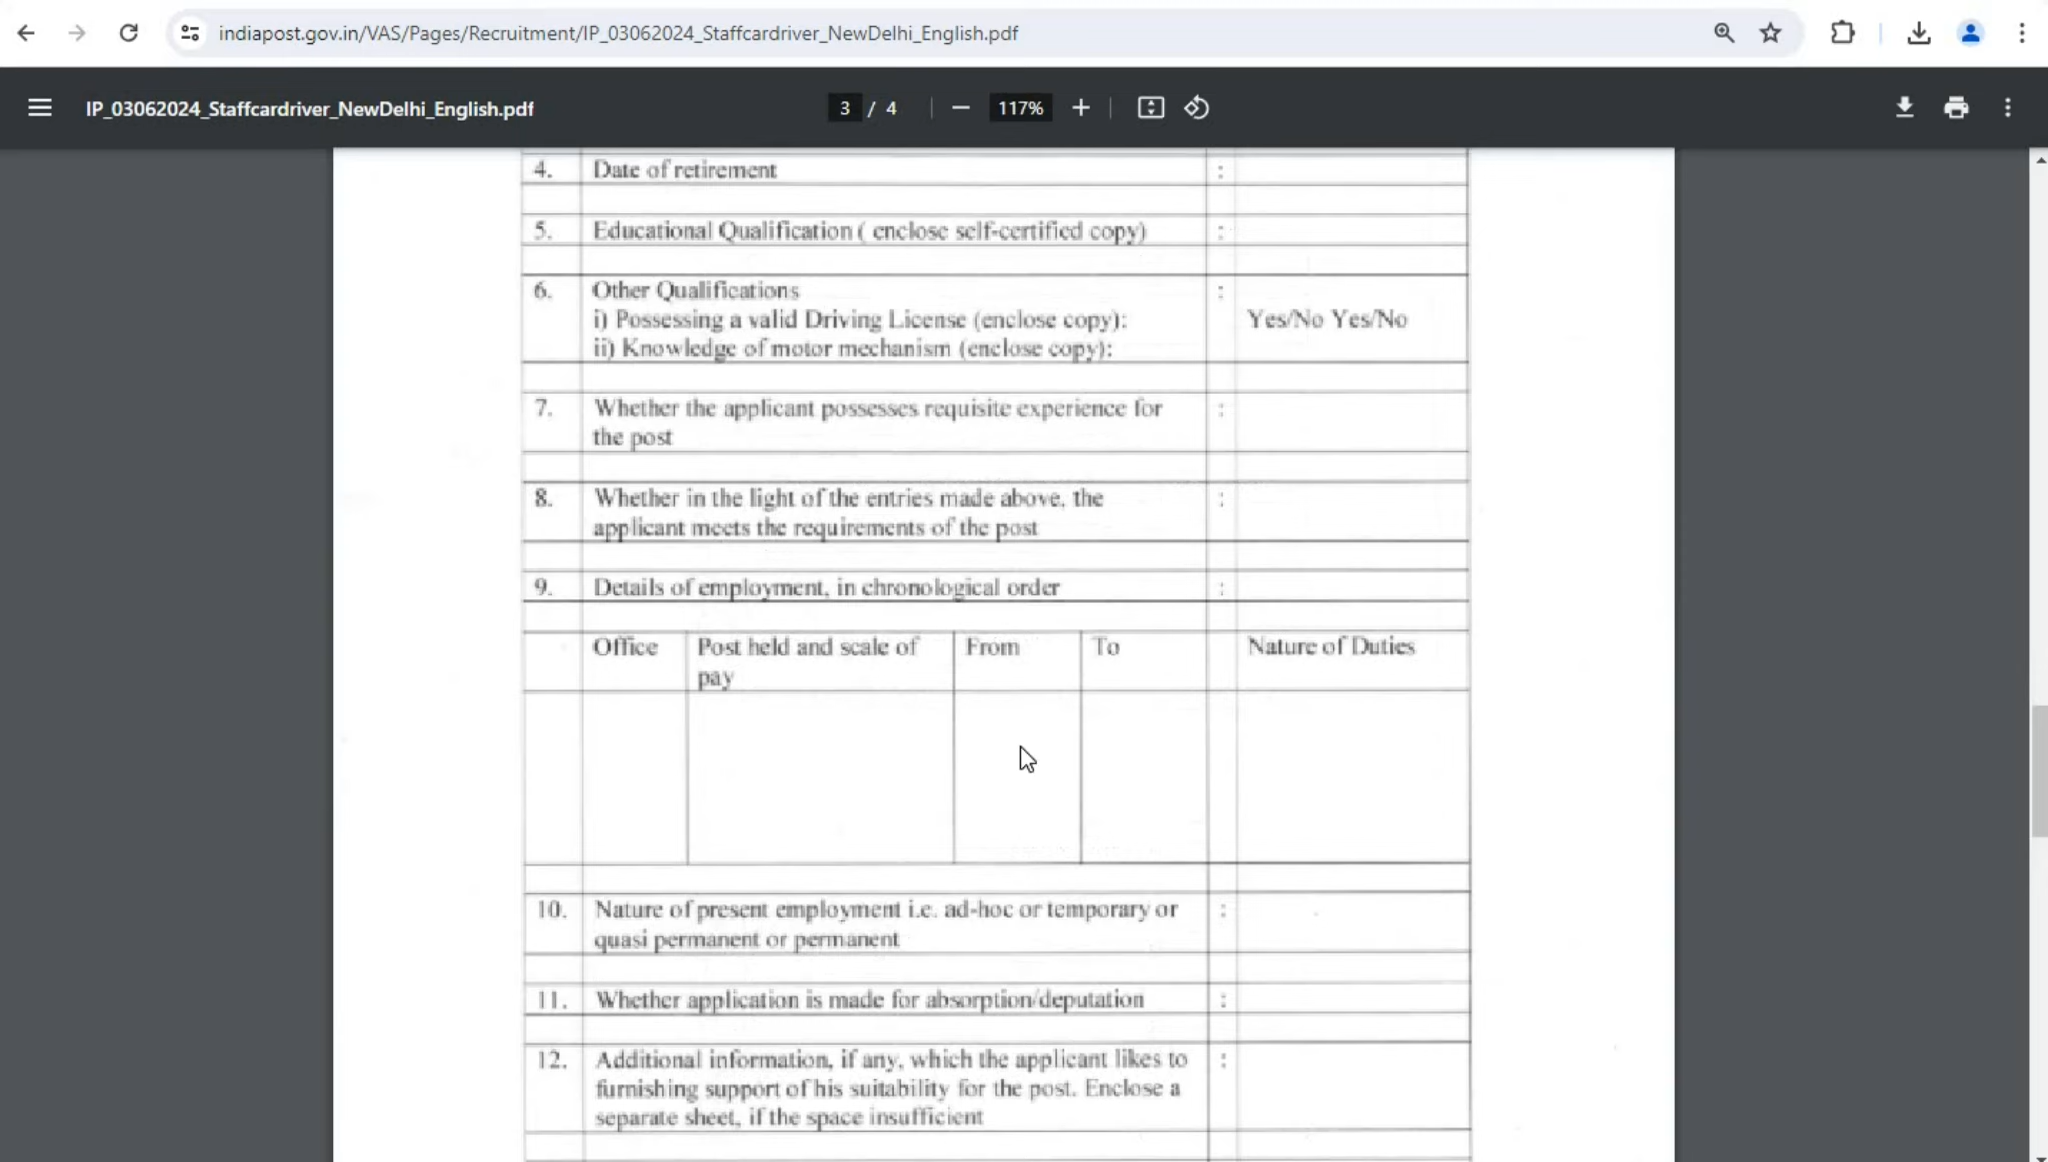 indiapost.gov.in/VAS/Pages/Recruitment/IP_03062024_Staffcardriver_NewDelhi_English.pdf
IP_03062024_Staffcardriver_NewDelhi_English.pdf
3 / 4
117%
4. Date of retirement :
5. Educational Qualification ( enclose self-certified copy) :
6. Other Qualifications :
i) Possessing a valid Driving License (enclose copy): Yes/No Yes/No
ii) Knowledge of motor mechanism (enclose copy):
7. Whether the applicant possesses requisite experience for :
the post
8. Whether in the light of the entries made above, the :
applicant meets the requirements of the post
9. Details of employment, in chronological order :
Office Post held and scale of From To Nature of Duties
pay
10. Nature of present employment i.e. ad-hoc or temporary or :
quasi permanent or permanent
11. Whether application is made for absorption/deputation :
12. Additional information, if any, which the applicant likes to :
furnishing support of his suitability for the post. Enclose a
separate sheet, if the space insufficient